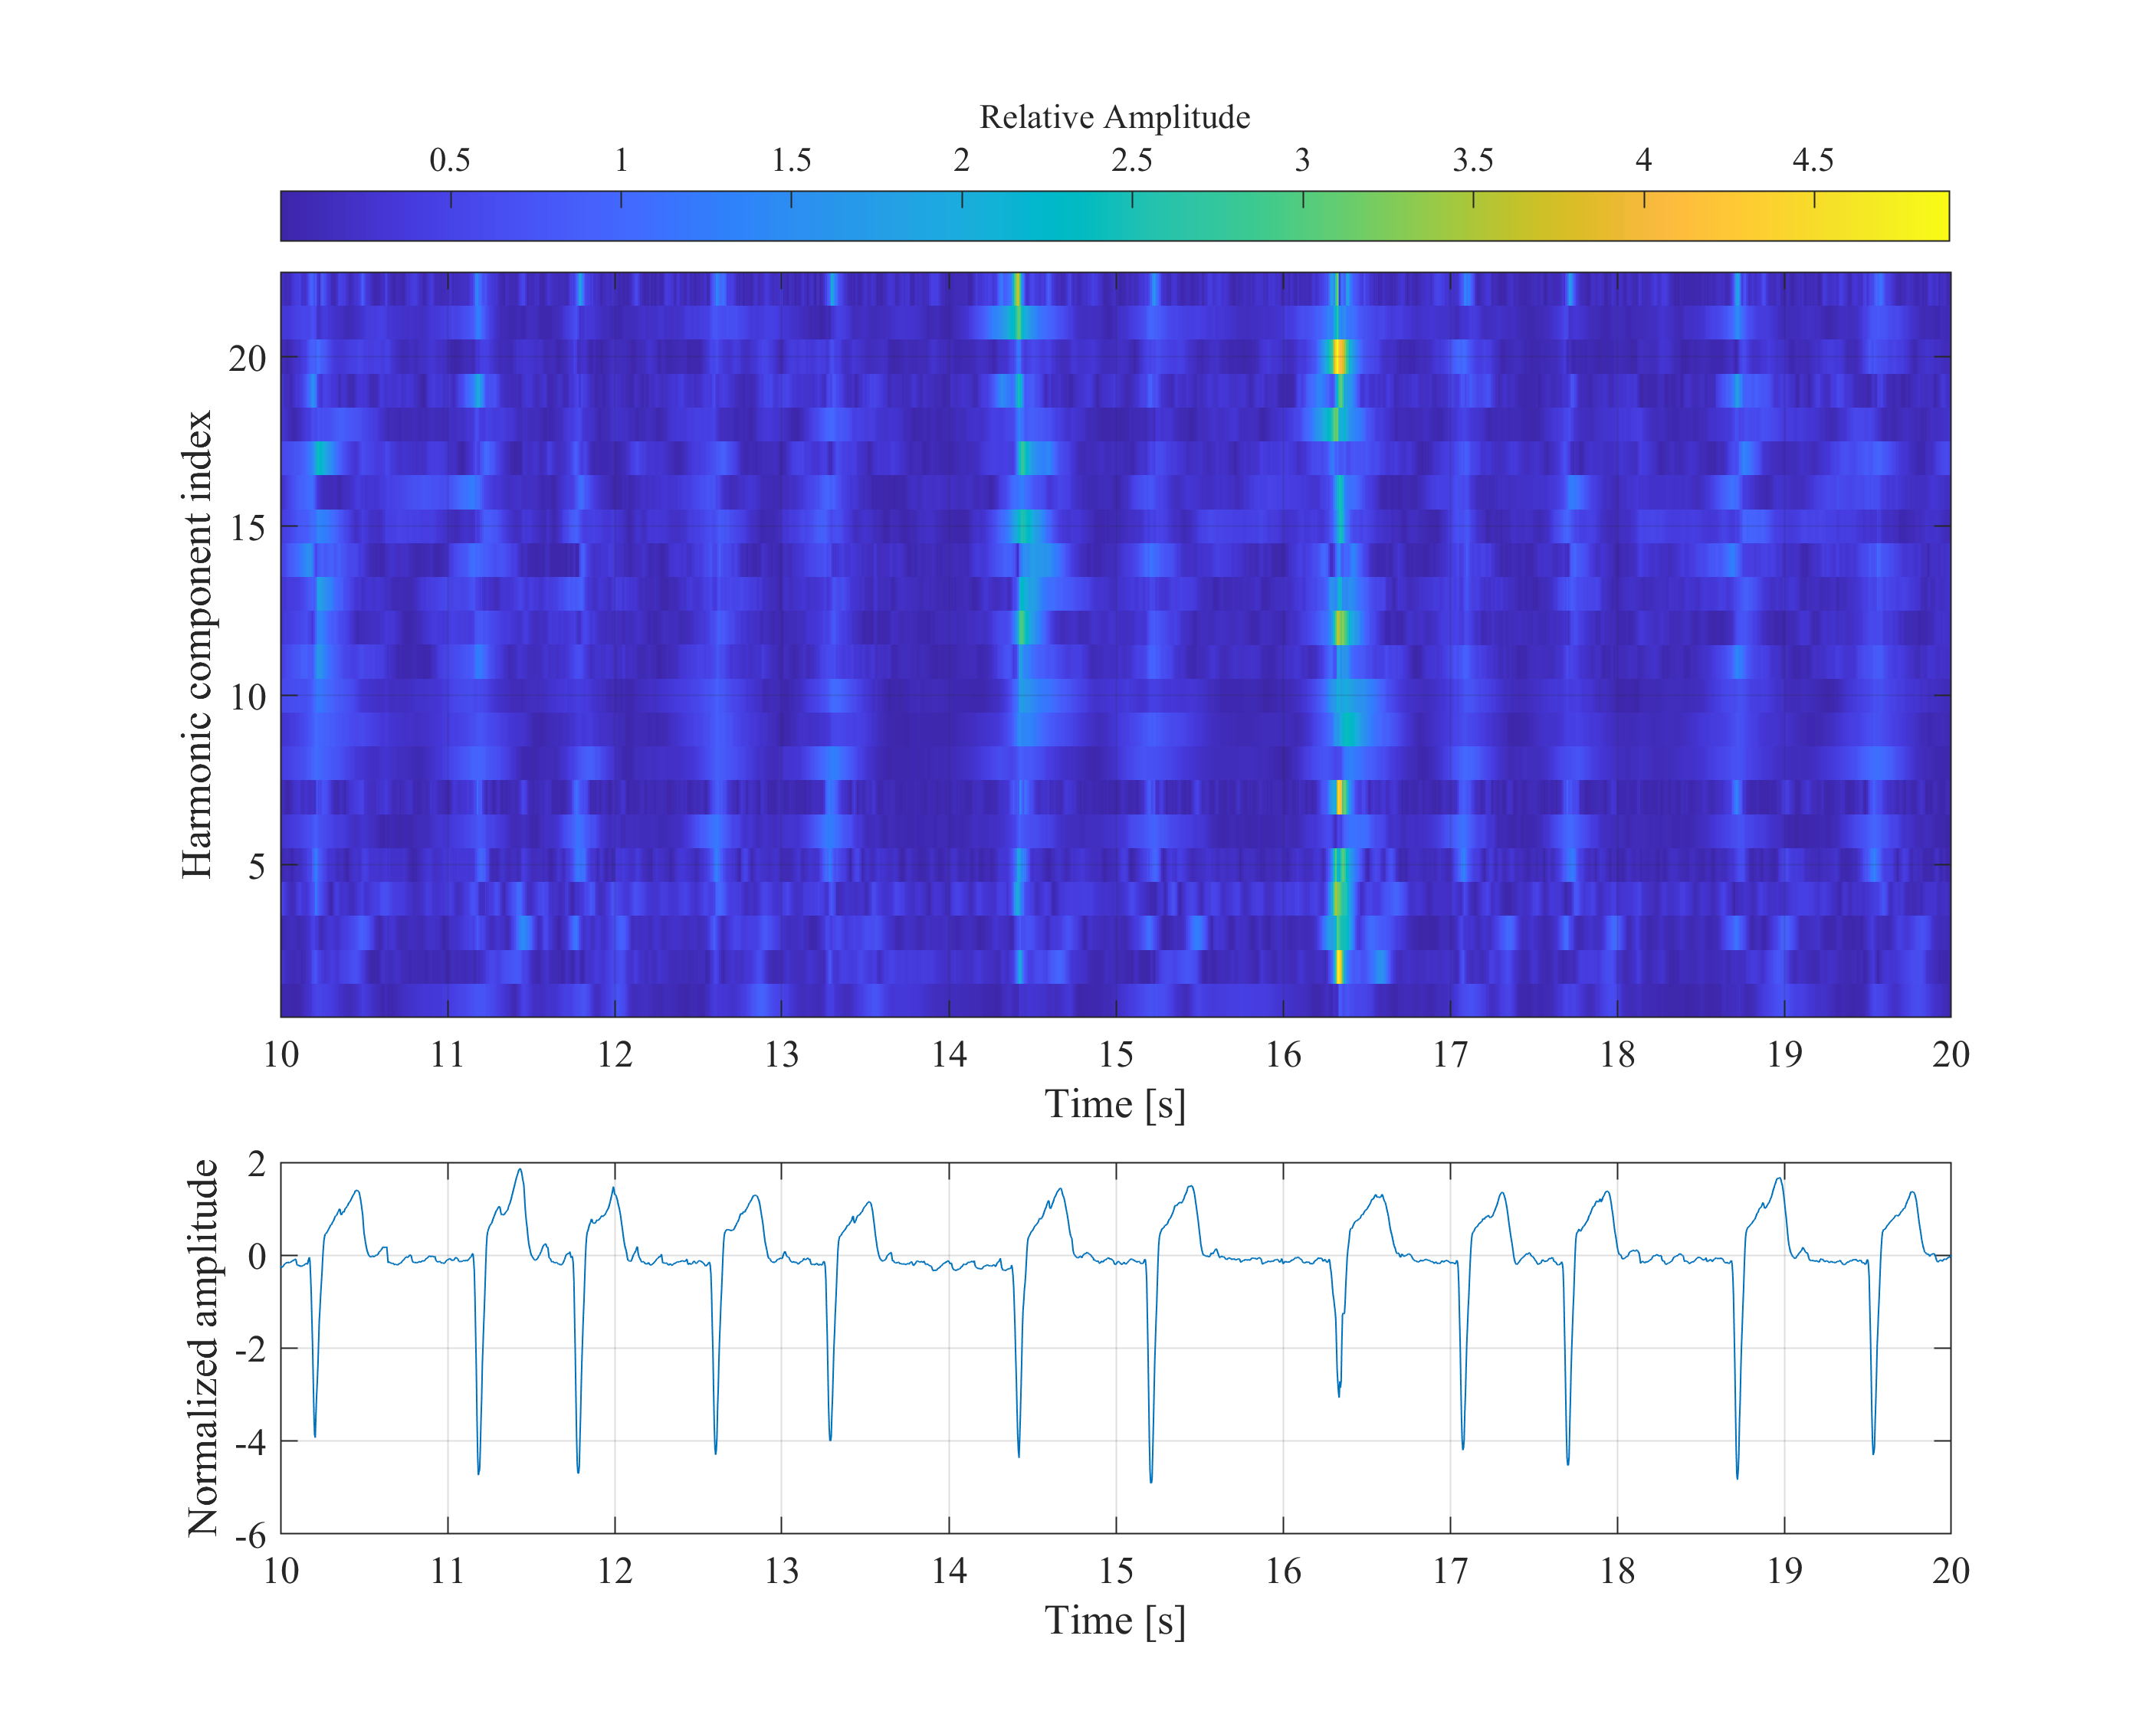 Relative Amplitude
0.5 1 1.5 2 2.5 3 3.5 4 4.5
Harmonic component index
20
15
10
5
10 11 12 13 14 15 16 17 18 19 20
Time [s]
Normalized amplitude
2
0
-2
-4
-6
10 11 12 13 14 15 16 17 18 19 20
Time [s]